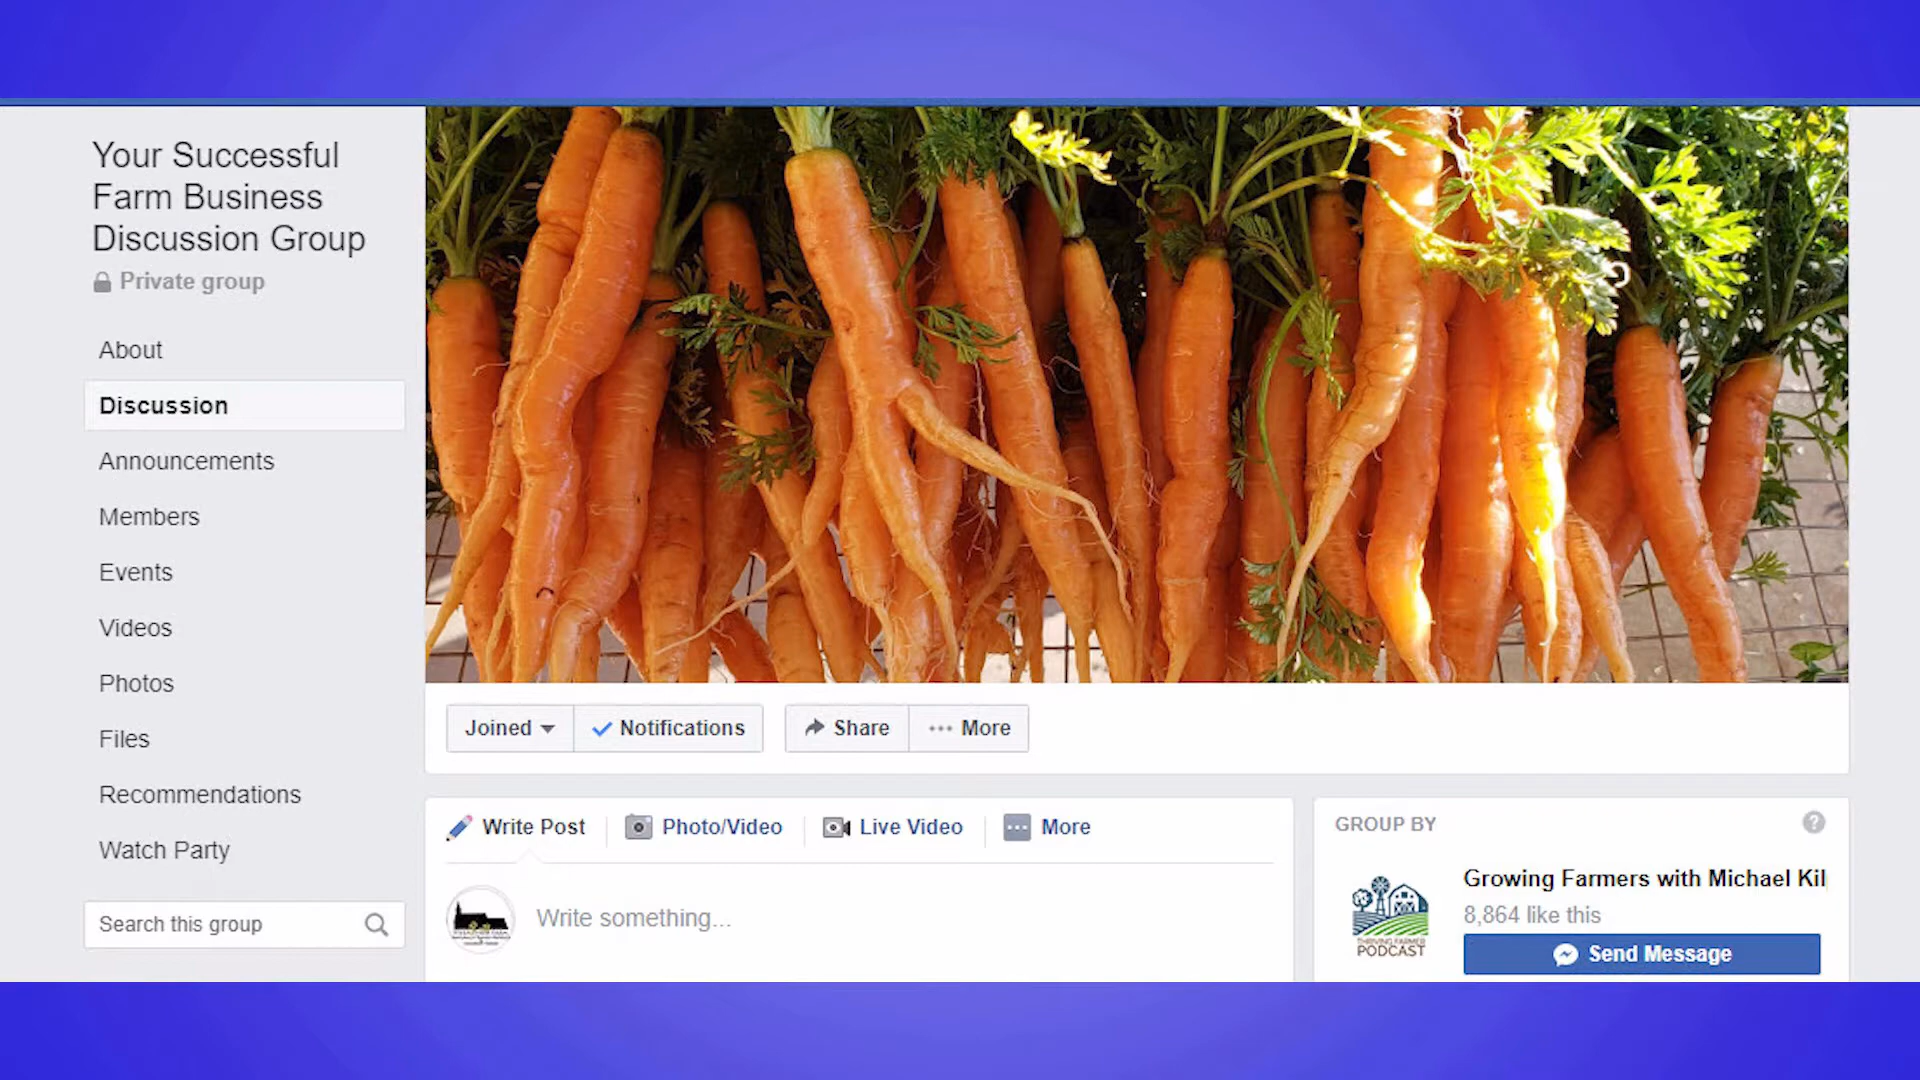 Your Successful
Farm Business
Discussion Group
Private group
About
Discussion
Announcements
Members
Events
Videos
Photos
Files
Recommendations
Watch Party
Search this group
Joined
Notifications
Share
More
Write Post
Photo/Video
Live Video
More
Write something...
GROUP BY
Growing Farmers with Michael Kil
8,864 like this
Send Message
THRIVING FARMER
PODCAST